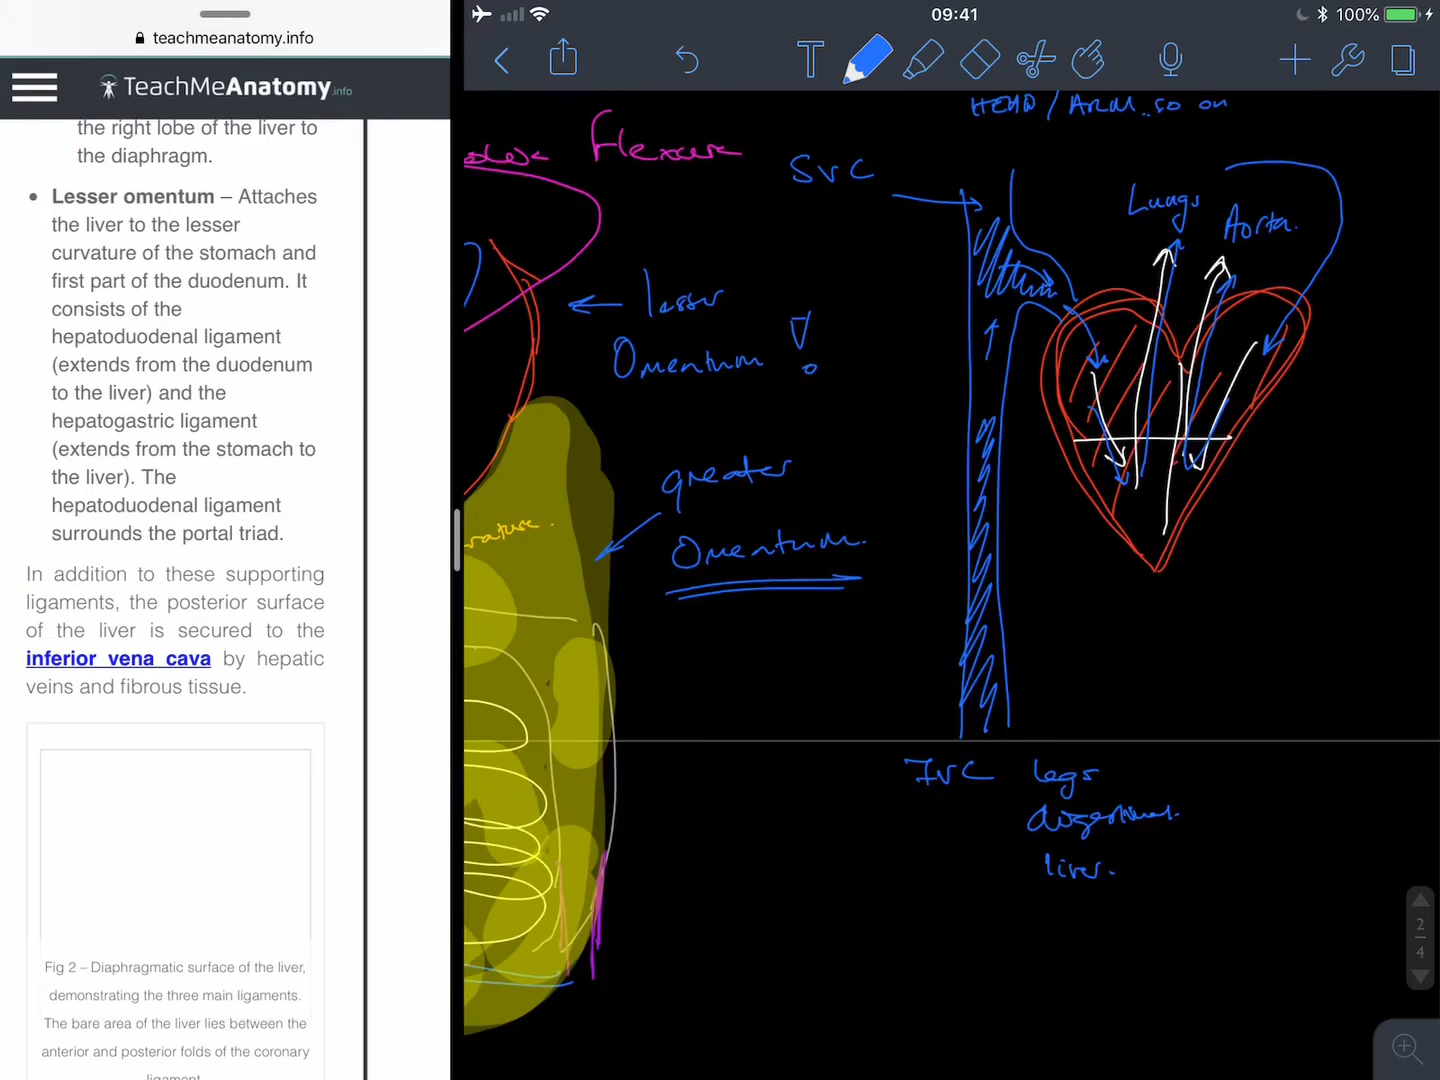 teachmeanatomy.info
TeachMeAnatomy.info
the right lobe of the liver to
the diaphragm.
Lesser omentum – Attaches
the liver to the lesser
curvature of the stomach and
first part of the duodenum. It
consists of the
hepatoduodenal ligament
(extends from the duodenum
to the liver) and the
hepatogastric ligament
(extends from the stomach to
the liver). The
hepatoduodenal ligament
surrounds the portal triad.
In addition to these supporting
ligaments, the posterior surface
of the liver is secured to the
inferior vena cava by hepatic
veins and fibrous tissue.
Fig 2 – Diaphragmatic surface of the liver,
demonstrating the three main ligaments.
The bare area of the liver lies between the
anterior and posterior folds of the coronary
ligament
09:41
100%
T
HEAD / ARM..so on
Flexure
SVC
Lungs
Aorta.
lesser
Omentum !
greater
Omentum.
IVC legs
liver.
2
4